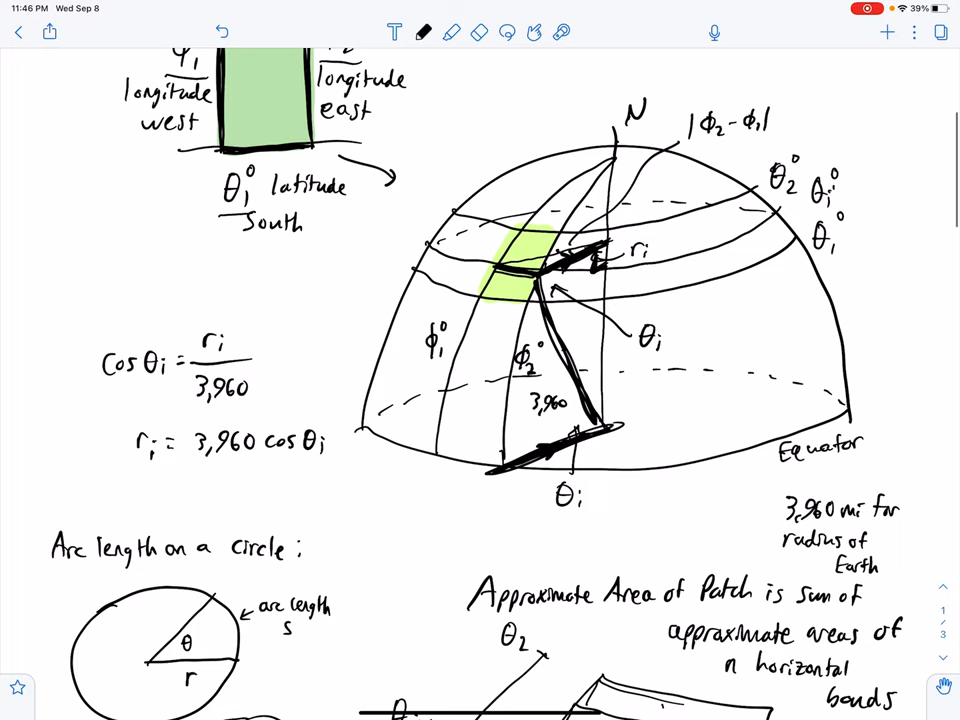 11:46 PM Wed Sep 8
39%
φ₁
longitude
west
longitude
east
θ₁° latitude
South
N
|φ₂ - φ₁|
θ₂°
θᵢ°
θ₁°
rᵢ
θᵢ
φ₁°
φ₂°
3,960
θᵢ
Equator
cos θᵢ = rᵢ / 3,960
rᵢ = 3,960 cos θᵢ
3,960 mi for
radius of
Earth
Arc length on a circle:
arc length
s
θ
r
Approximate Area of Patch is sum of
approximate areas of
n horizontal
bands
θ₂
1
/
3